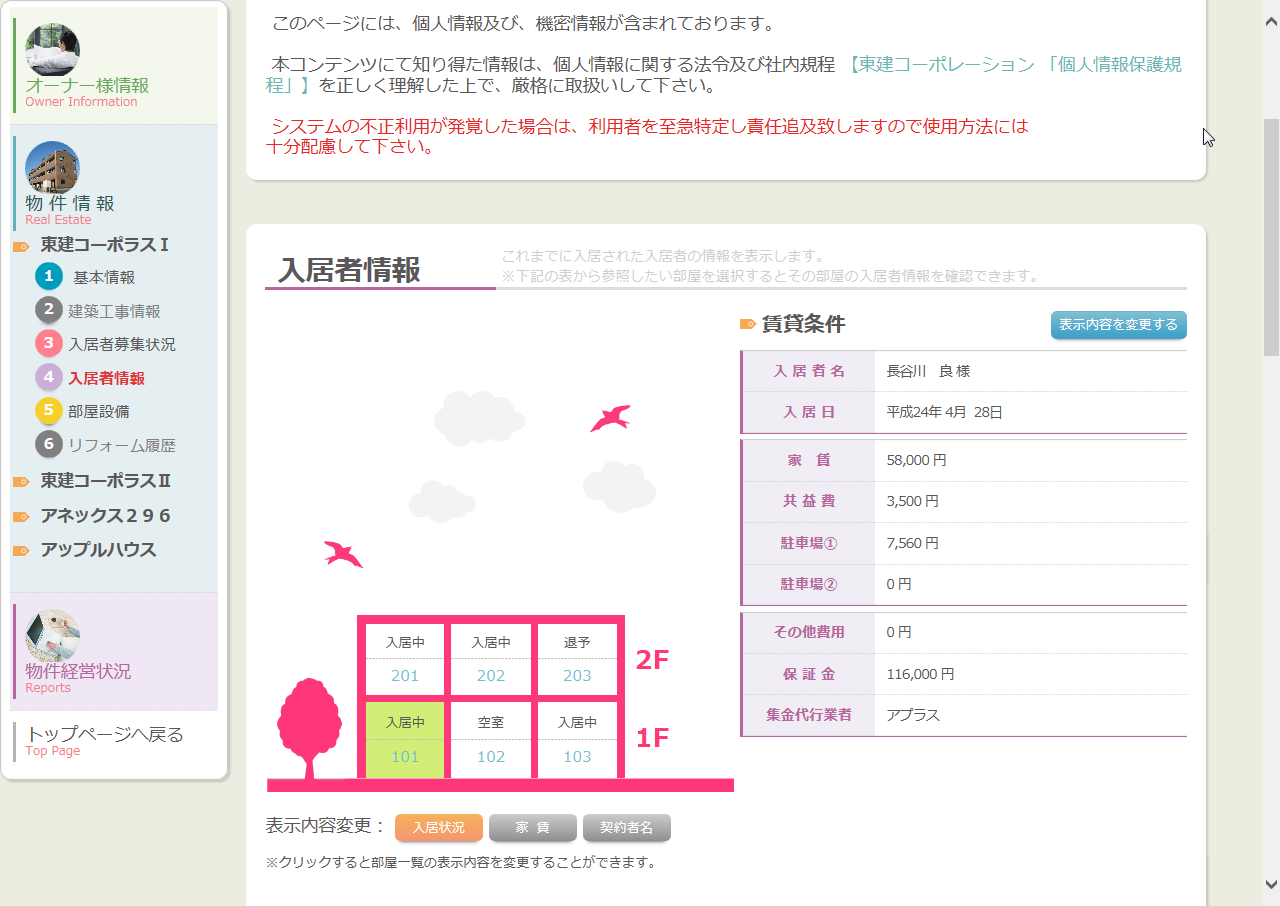 オーナー様情報
Owner Information
物 件 情 報
Real Estate
東建コーポラスⅠ
1 基本情報
2 建築工事情報
3 入居者募集状況
4 入居者情報
5 部屋設備
6 リフォーム履歴
東建コーポラスⅡ
アネックス２９６
アップルハウス
物件経営状況
Reports
トップページへ戻る
Top Page
このページには、個人情報及び、機密情報が含まれております。
本コンテンツにて知り得た情報は、個人情報に関する法令及び社内規程 【東建コーポレーション 「個人情報保護規
程」】を正しく理解した上で、厳格に取扱いして下さい。
システムの不正利用が発覚した場合は、利用者を至急特定し責任追及致しますので使用方法には
十分配慮して下さい。
入居者情報
これまでに入居された入居者の情報を表示します。
※下記の表から参照したい部屋を選択するとその部屋の入居者情報を確認できます。
入居中 入居中 退予
201 202 203
2F
入居中 空室 入居中
101 102 103
1F
表示内容変更： 入居状況 家 賃 契約者名
※クリックすると部屋一覧の表示内容を変更することができます。
賃貸条件
表示内容を変更する
入 居 者 名 長谷川 良 様
入 居 日 平成24年 4月 28日
家 賃 58,000 円
共 益 費 3,500 円
駐車場① 7,560 円
駐車場② 0 円
その他費用 0 円
保 証 金 116,000 円
集金代行業者 アプラス